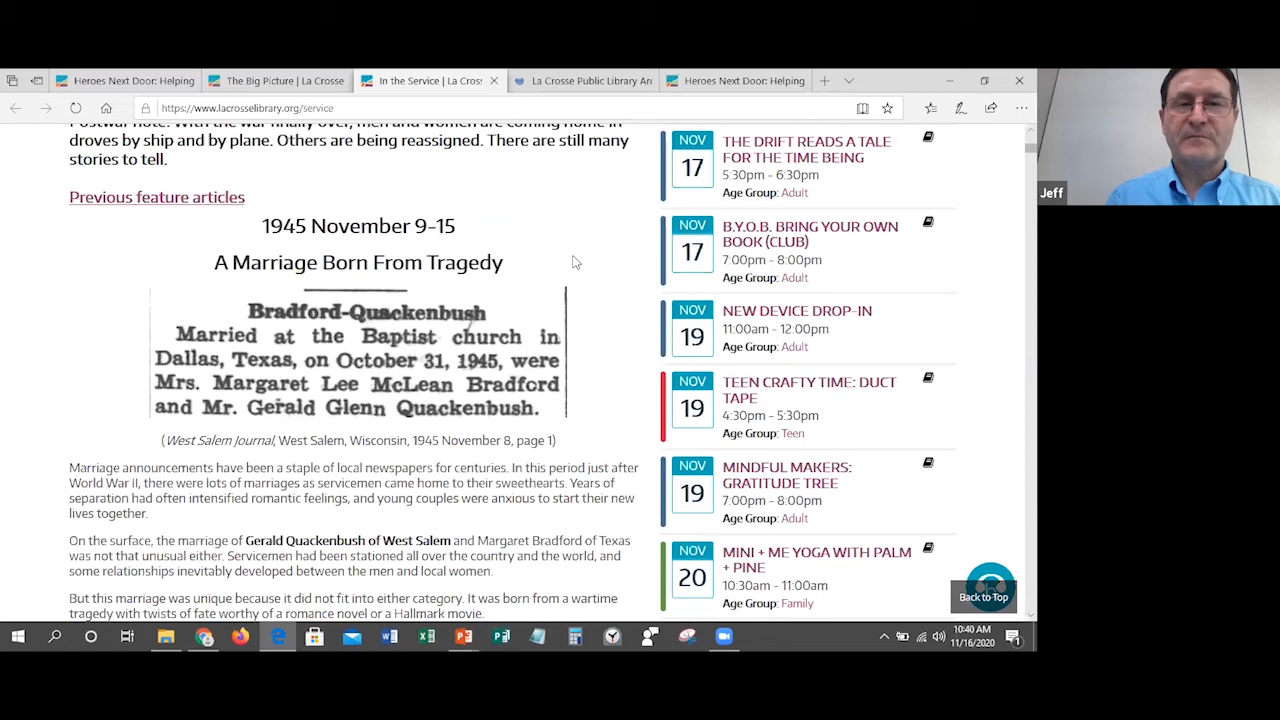 Heroes Next Door: Helping
The Big Picture | La Crosse
In the Service | La Cross
La Crosse Public Library Arc
Heroes Next Door: Helping
https://www.lacrosselibrary.org/service
Postwar note: With the war finally over, men and women are coming home in
droves by ship and by plane. Others are being reassigned. There are still many
stories to tell.
Previous feature articles
1945 November 9-15
A Marriage Born From Tragedy
Bradford-Quackenbush
Married at the Baptist church in
Dallas, Texas, on October 31, 1945, were
Mrs. Margaret Lee McLean Bradford
and Mr. Gerald Glenn Quackenbush.
(West Salem Journal, West Salem, Wisconsin, 1945 November 8, page 1)
Marriage announcements have been a staple of local newspapers for centuries. In this period just after
World War II, there were lots of marriages as servicemen came home to their sweethearts. Years of
separation had often intensified romantic feelings, and young couples were anxious to start their new
lives together.
On the surface, the marriage of Gerald Quackenbush of West Salem and Margaret Bradford of Texas
was not that unusual either. Servicemen had been stationed all over the country and the world, and
some relationships inevitably developed between the men and local women.
But this marriage was unique because it did not fit into either category. It was born from a wartime
tragedy with twists of fate worthy of a romance novel or a Hallmark movie.
NOV
17
THE DRIFT READS A TALE
FOR THE TIME BEING
5:30pm - 6:30pm
Age Group: Adult
NOV
17
B.Y.O.B. BRING YOUR OWN
BOOK (CLUB)
7:00pm - 8:00pm
Age Group: Adult
NOV
19
NEW DEVICE DROP-IN
11:00am - 12:00pm
Age Group: Adult
NOV
19
TEEN CRAFTY TIME: DUCT
TAPE
4:30pm - 5:30pm
Age Group: Teen
NOV
19
MINDFUL MAKERS:
GRATITUDE TREE
7:00pm - 8:00pm
Age Group: Adult
NOV
20
MINI + ME YOGA WITH PALM
+ PINE
10:30am - 11:00am
Age Group: Family
Back to Top
10:40 AM
11/16/2020
1
Jeff